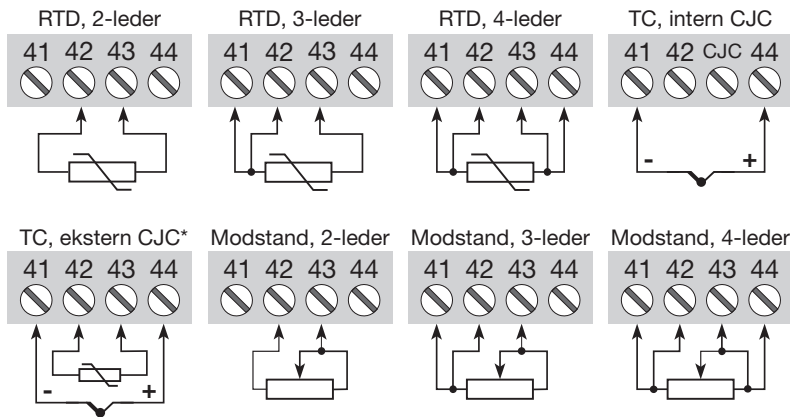 RTD, 2-leder
41 42 43 44
RTD, 3-leder
41 42 43 44
RTD, 4-leder
41 42 43 44
TC, intern CJC
41 42 CJC 44
- +
TC, ekstern CJC*
41 42 43 44
- +
Modstand, 2-leder
41 42 43 44
Modstand, 3-leder
41 42 43 44
Modstand, 4-leder
41 42 43 44